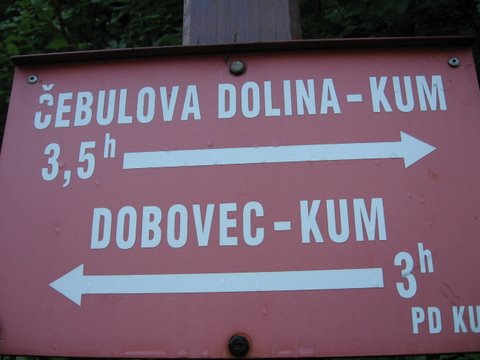 ČEBULOVA DOLINA - KUM
3,5 h
DOBOVEC - KUM
3 h
PD KU